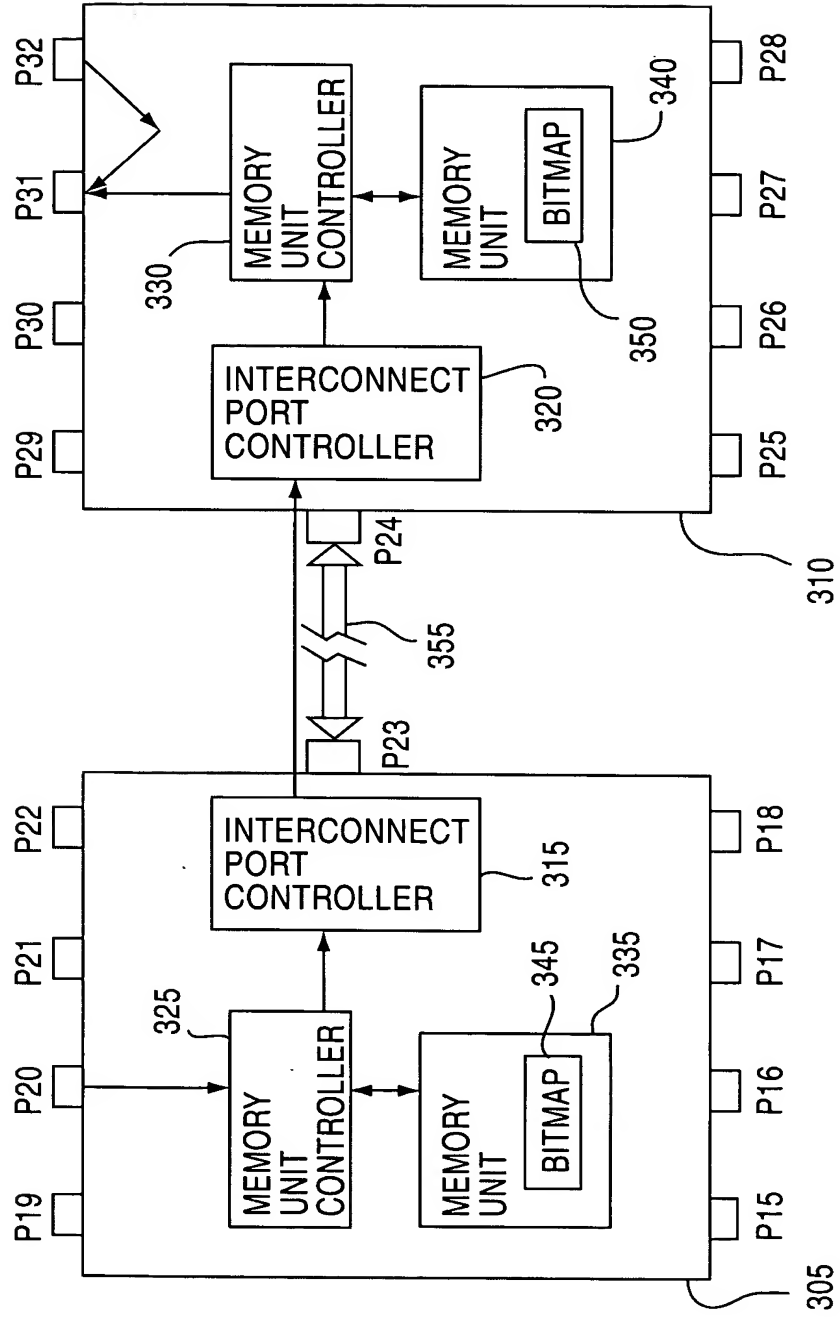 P19
P20
P21
P22
325
MEMORY
UNIT
CONTROLLER
INTERCONNECT
PORT
CONTROLLER
315
MEMORY
UNIT
BITMAP
345
335
P15
P16
P17
P18
305
P23
355
P24
P29
P30
P31
P32
330
INTERCONNECT
PORT
CONTROLLER
320
MEMORY
UNIT
CONTROLLER
MEMORY
UNIT
BITMAP
350
340
P25
P26
P27
P28
310